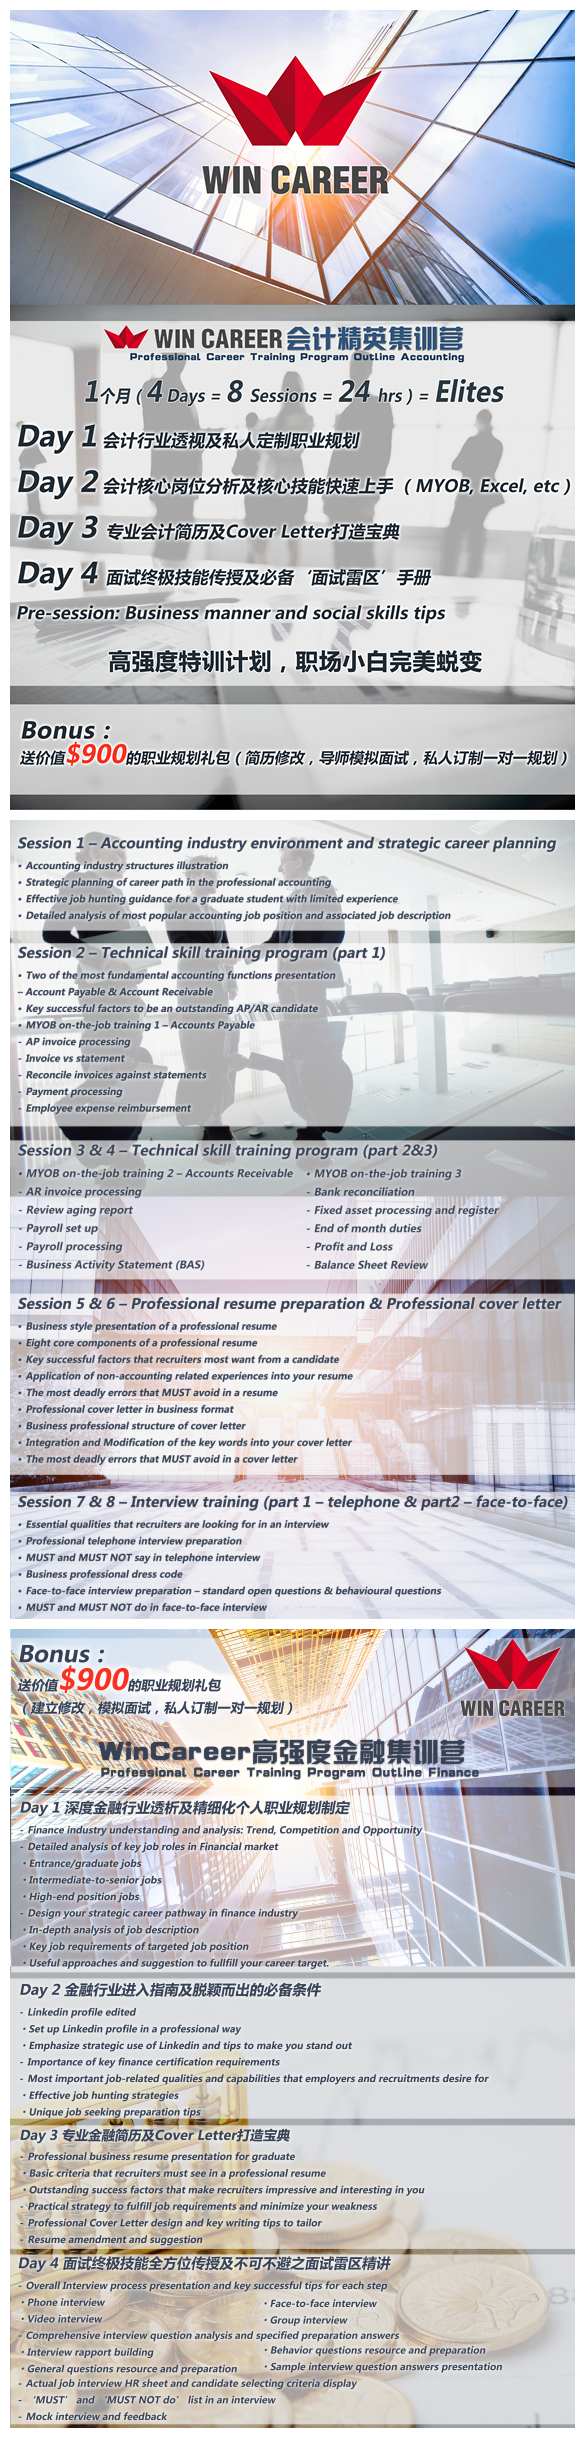 WIN CAREER
WIN CAREER 会计精英集训营
Professional Career Training Program Outline Accounting
1个月 ( 4 Days = 8 Sessions = 24 hrs ) = Elites
Day 1 会计行业透视及私人定制职业规划
Day 2 会计核心岗位分析及核心技能快速上手 （ MYOB, Excel, etc ）
Day 3 专业会计简历及Cover Letter打造宝典
Day 4 面试终极技能传授及必备‘面试雷区’手册
Pre-session: Business manner and social skills tips
高强度特训计划，职场小白完美蜕变
Bonus：
送价值$900的职业规划礼包（简历修改，导师模拟面试，私人订制一对一规划）
Session 1 – Accounting industry environment and strategic career planning
• Accounting industry structures illustration
• Strategic planning of career path in the professional accounting
• Effective job hunting guidance for a graduate student with limited experience
• Detailed analysis of most popular accounting job position and associated job description
Session 2 – Technical skill training program (part 1)
• Two of the most fundamental accounting functions presentation
– Account Payable & Account Receivable
• Key successful factors to be an outstanding AP/AR candidate
• MYOB on-the-job training 1 – Accounts Payable
- AP invoice processing
- Invoice vs statement
- Reconcile invoices against statements
- Payment processing
- Employee expense reimbursement
Session 3 & 4 – Technical skill training program (part 2&3)
• MYOB on-the-job training 2 – Accounts Receivable
- AR invoice processing
- Review aging report
- Payroll set up
- Payroll processing
- Business Activity Statement (BAS)
• MYOB on-the-job training 3
- Bank reconciliation
- Fixed asset processing and register
- End of month duties
- Profit and Loss
- Balance Sheet Review
Session 5 & 6 – Professional resume preparation & Professional cover letter
• Business style presentation of a professional resume
• Eight core components of a professional resume
• Key successful factors that recruiters most want from a candidate
• Application of non-accounting related experiences into your resume
• The most deadly errors that MUST avoid in a resume
• Professional cover letter in business format
• Business professional structure of cover letter
• Integration and Modification of the key words into your cover letter
• The most deadly errors that MUST avoid in a cover letter
Session 7 & 8 – Interview training (part 1 – telephone & part2 – face-to-face)
• Essential qualities that recruiters are looking for in an interview
• Professional telephone interview preparation
• MUST and MUST NOT say in telephone interview
• Business professional dress code
• Face-to-face interview preparation – standard open questions & behavioural questions
• MUST and MUST NOT do in face-to-face interview
Bonus：
送价值$900的职业规划礼包
（建立修改，模拟面试，私人订制一对一规划）
WIN CAREER
WinCareer高强度金融集训营
Professional Career Training Program Outline Finance
Day 1 深度金融行业透析及精细化个人职业规划制定
- Finance industry understanding and analysis: Trend, Competition and Opportunity
- Detailed analysis of key job roles in Financial market
· Entrance/graduate jobs
· Intermediate-to-senior jobs
· High-end position jobs
- Design your strategic career pathway in finance industry
· In-depth analysis of job description
· Key job requirements of targeted job position
· Useful approaches and suggestion to fullfill your career target.
Day 2 金融行业进入指南及脱颖而出的必备条件
- Linkedin profile edited
· Set up Linkedin profile in a professional way
· Emphasize strategic use of Linkedin and tips to make you stand out
- Importance of key finance certification requirements
- Most important job-related qualities and capabilities that employers and recruitments desire for
· Effective job hunting strategies
· Unique job seeking preparation tips
Day 3 专业金融简历及Cover Letter打造宝典
- Professional business resume presentation for graduate
· Basic criteria that recruiters must see in a professional resume
· Outstanding success factors that make recruiters impressive and interesting in you
- Practical strategy to fulfill job requirements and minimize your weakness
- Professional Cover Letter design and key writing tips to tailor
- Resume amendment and suggestion
Day 4 面试终极技能全方位传授及不可不避之面试雷区精讲
- Overall Interview process presentation and key successful tips for each step
· Phone interview
· Face-to-face interview
· Video interview
· Group interview
- Comprehensive interview question analysis and specified preparation answers
· Interview rapport building
· Behavior questions resource and preparation
· General questions resource and preparation
· Sample interview question answers presentation
- Actual job interview HR sheet and candidate selecting criteria display
- ‘MUST’ and ‘MUST NOT do’ list in an interview
- Mock interview and feedback